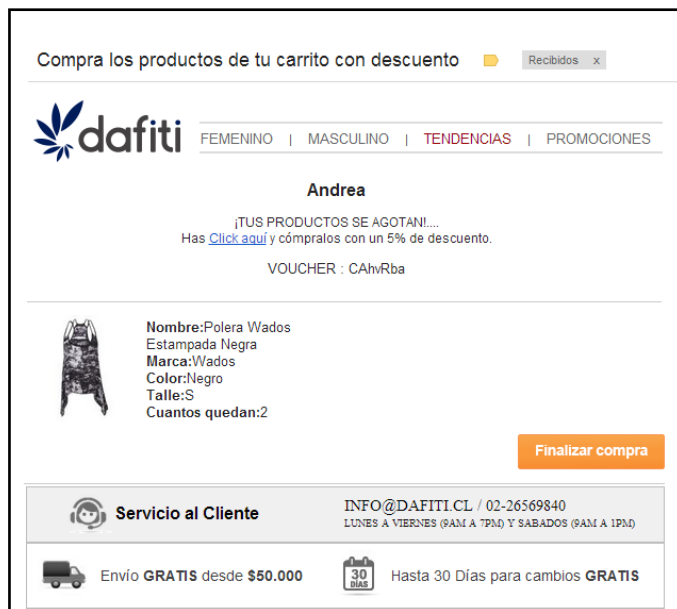 Compra los productos de tu carrito con descuento
Recibidos x
dafiti
FEMENINO | MASCULINO | TENDENCIAS | PROMOCIONES
Andrea
¡TUS PRODUCTOS SE AGOTAN!....
Has Click aquí y cómpralos con un 5% de descuento.
VOUCHER : CAhvRba
Nombre:Polera Wados
Estampada Negra
Marca:Wados
Color:Negro
Talle:S
Cuantos quedan:2
Finalizar compra
Servicio al Cliente
INFO@DAFITI.CL / 02-26569840
LUNES A VIERNES (9AM A 7PM) Y SABADOS (9AM A 1PM)
Envío GRATIS desde $50.000
30
DÍAS
Hasta 30 Días para cambios GRATIS